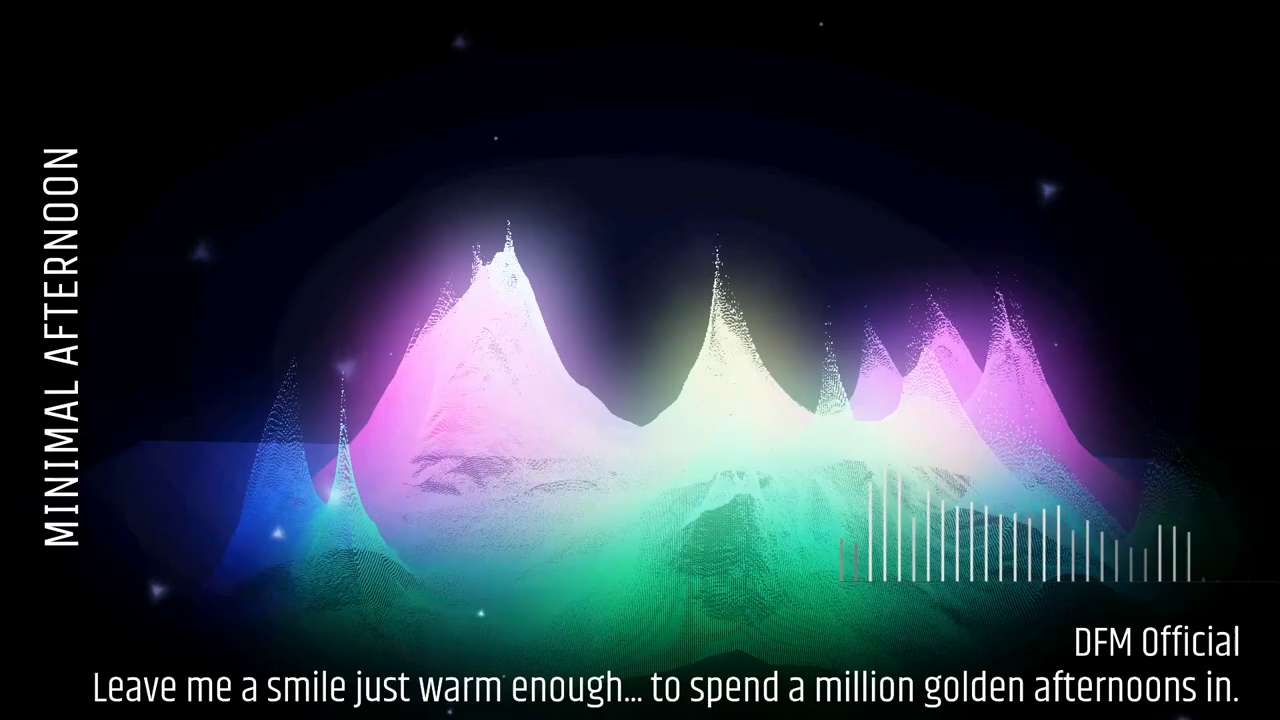 MINIMAL AFTERNOON
DFM Official
Leave me a smile just warm enough... to spend a million golden afternoons in.